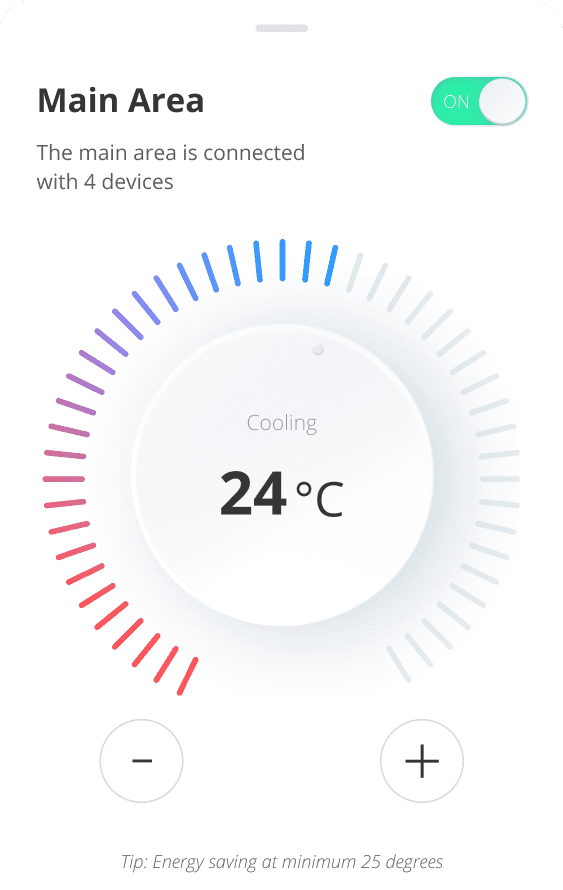 Main Area
ON
The main area is connected
with 4 devices
Cooling
24 °C
Tip: Energy saving at minimum 25 degrees